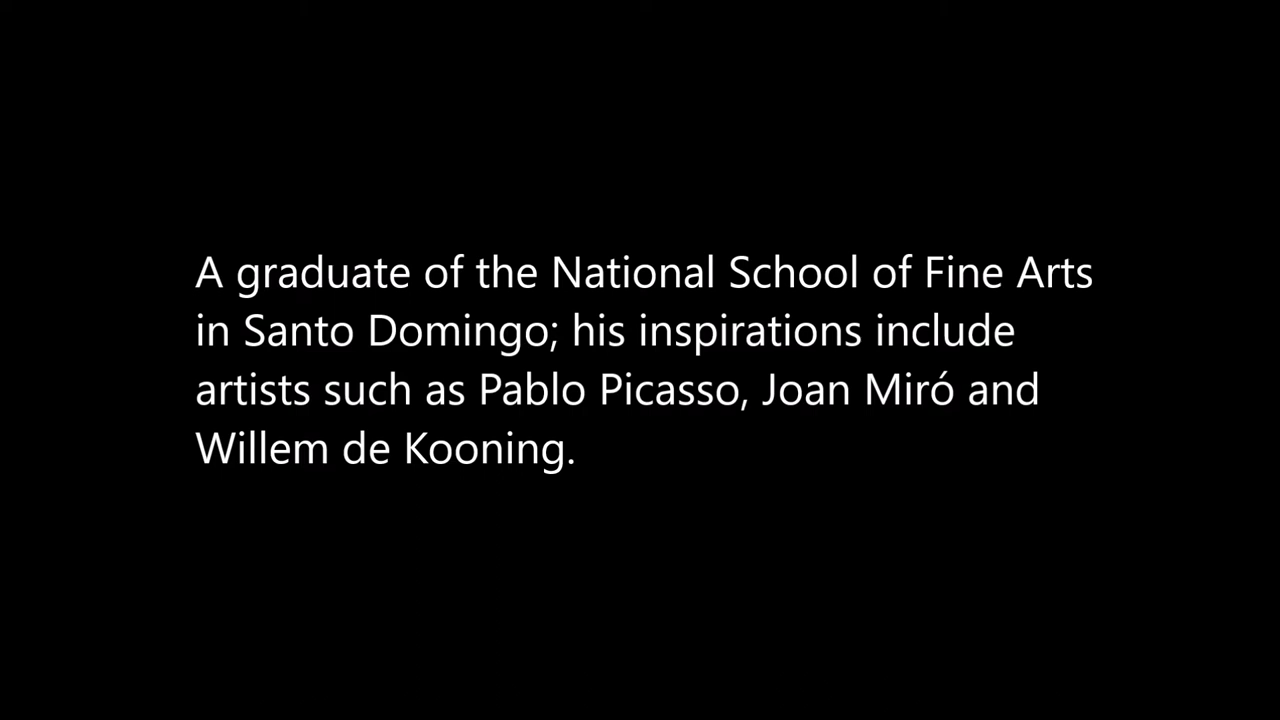 A graduate of the National School of Fine Arts
in Santo Domingo; his inspirations include
artists such as Pablo Picasso, Joan Miró and
Willem de Kooning.